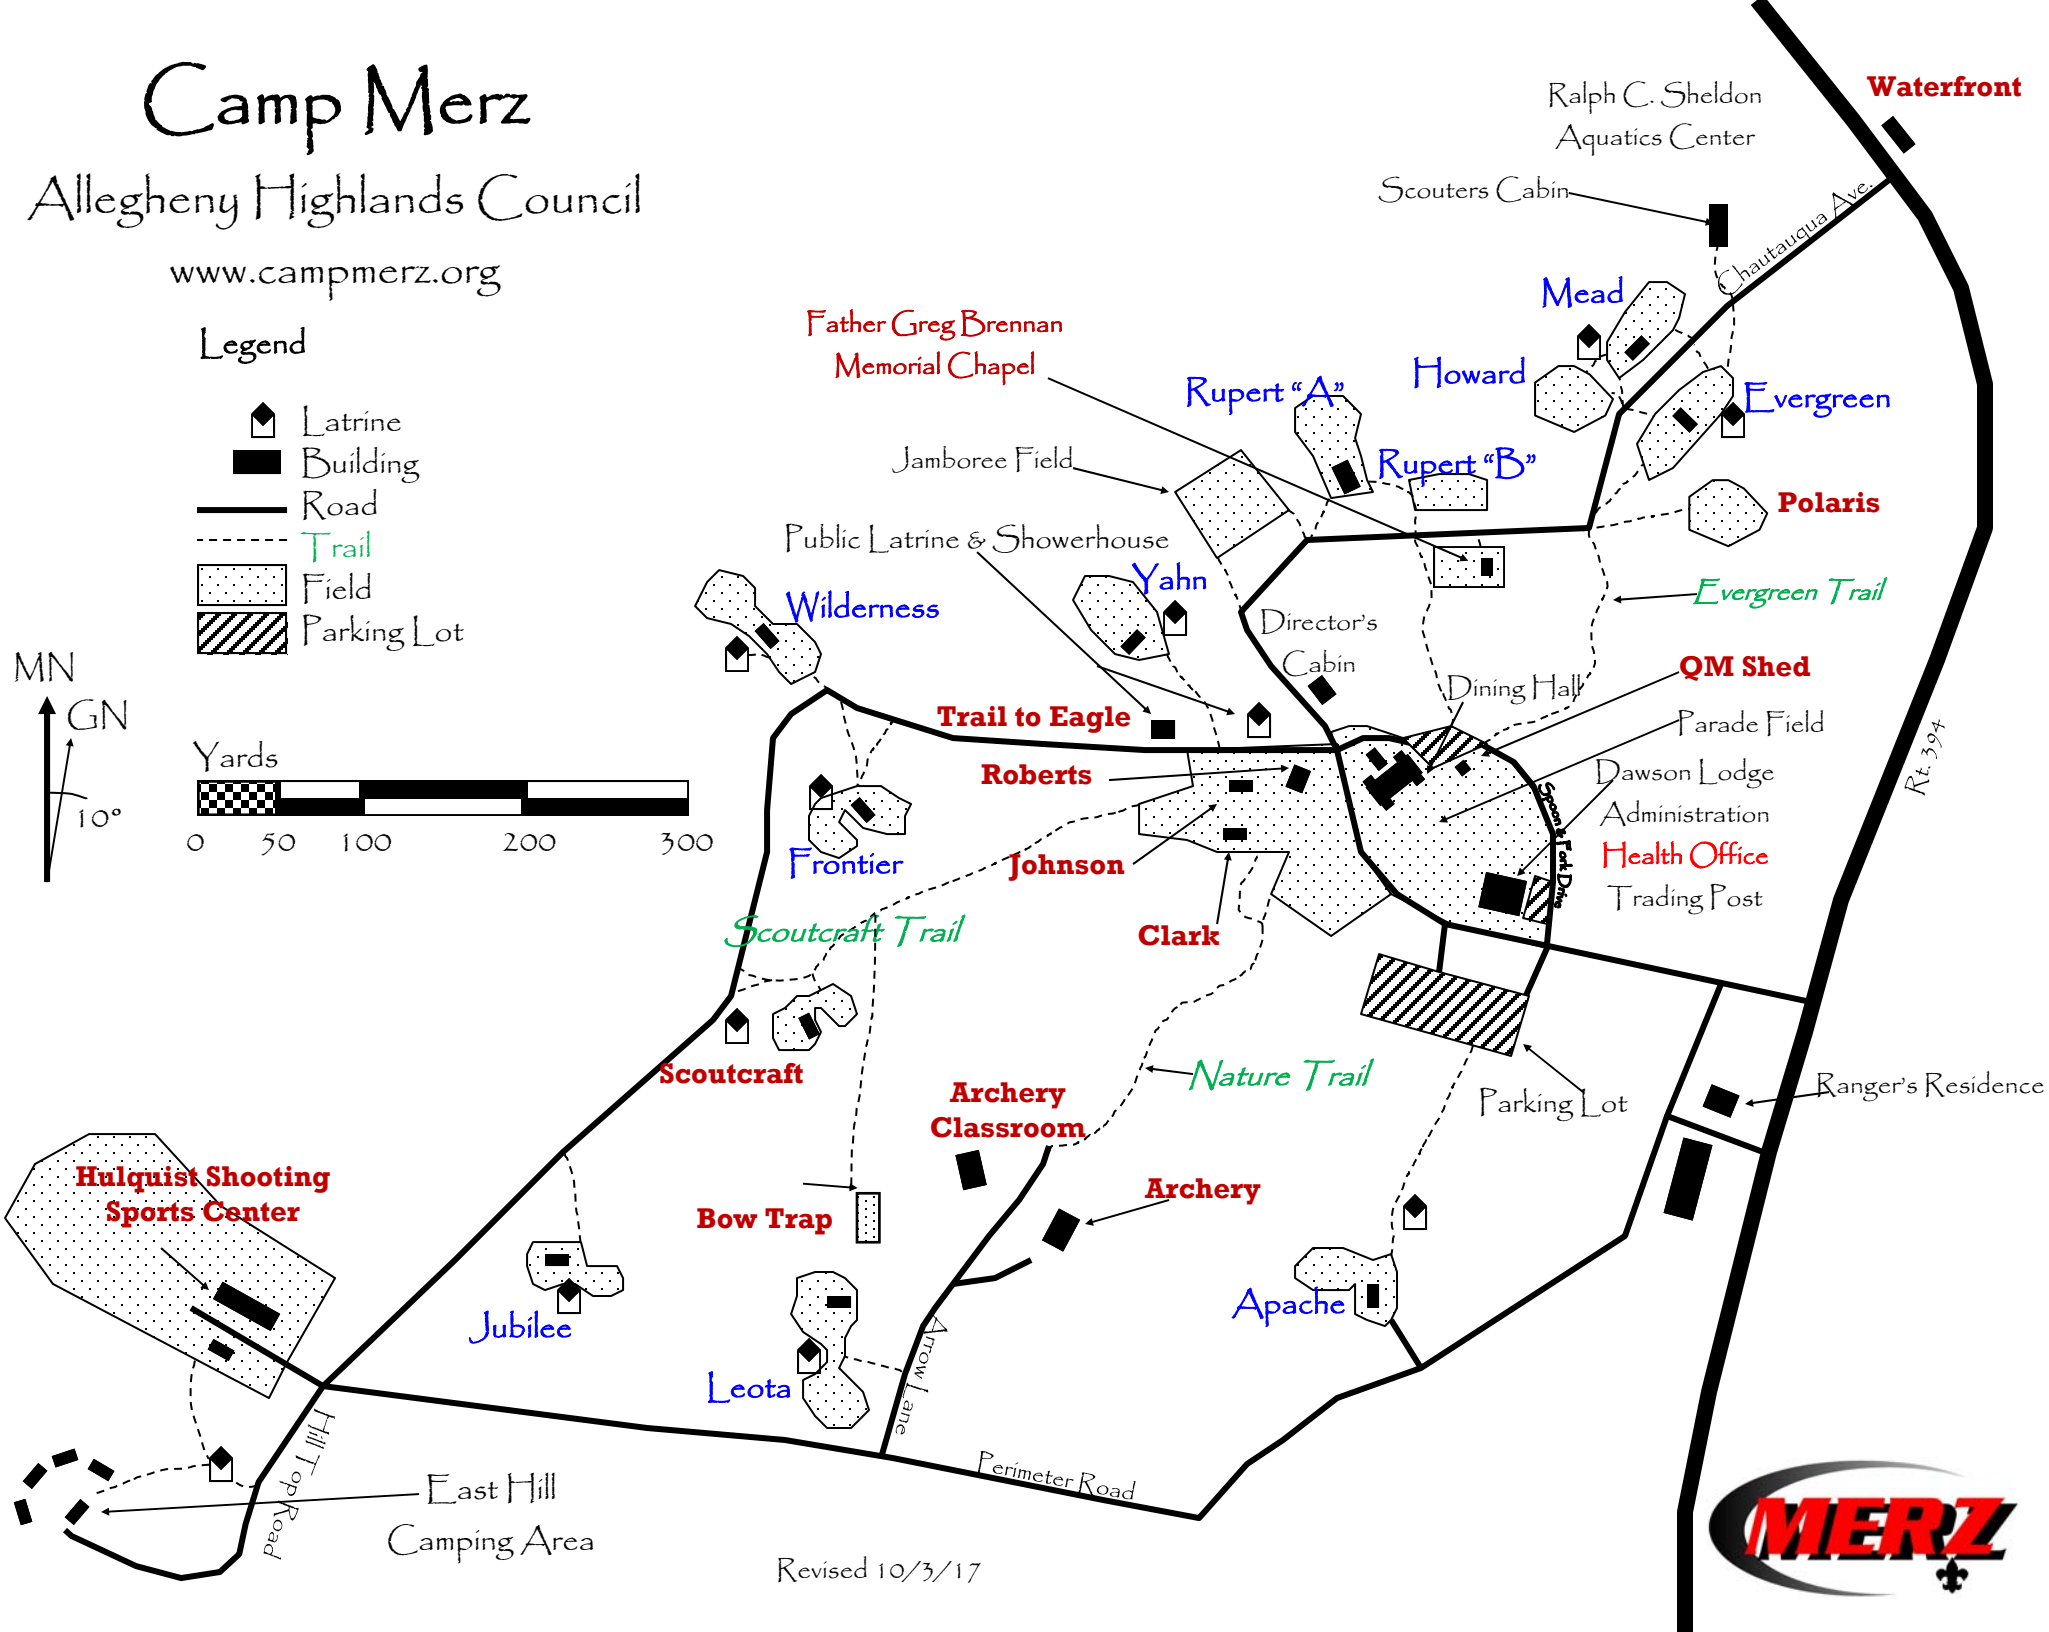 Camp Merz
Allegheny Highlands Council
www.campmerz.org
Legend
Latrine
Building
Road
Trail
Field
Parking Lot
MN
GN
10°
Yards
0 50 100 200 300
Waterfront
Ralph C. Sheldon
Aquatics Center
Scouters Cabin
Chautauqua Ave.
Mead
Father Greg Brennan
Memorial Chapel
Howard
Rupert “A”
Evergreen
Jamboree Field
Rupert “B”
Polaris
Public Latrine & Showerhouse
Yahn
Evergreen Trail
Wilderness
Director's
Cabin
QM Shed
Dining Hall
Trail to Eagle
Parade Field
Rt. 394
Roberts
Dawson Lodge
Administration
Health Office
Trading Post
Spoon & Fork Drive
Johnson
Frontier
Scoutcraft Trail
Clark
Scoutcraft
Nature Trail
Parking Lot
Ranger's Residence
Archery
Classroom
Hulquist Shooting
Sports Center
Archery
Bow Trap
Jubilee
Apache
Leota
Arrow Lane
Hill Top Road
Perimeter Road
East Hill
Camping Area
Revised 10/3/17
MERZ